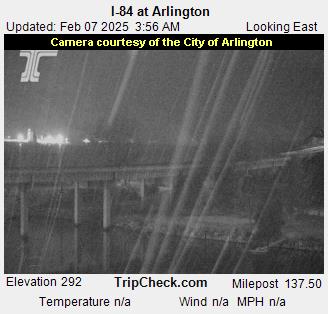 I-84 at Arlington
Updated: Feb 07 2025 3:56 AM Looking East
Camera courtesy of the City of Arlington
Elevation 292 TripCheck.com Milepost 137.50
Temperature n/a Wind n/a MPH n/a